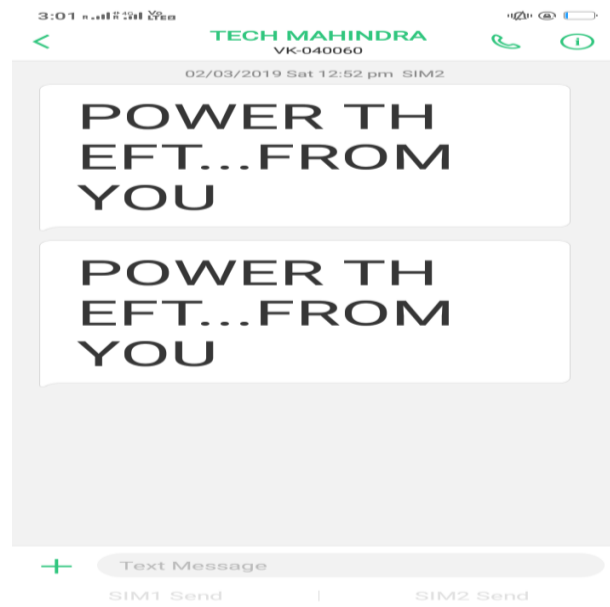 3:01
TECH MAHINDRA
VK-040060
02/03/2019 Sat 12:52 pm SIM2
POWER TH
EFT...FROM
YOU
POWER TH
EFT...FROM
YOU
Text Message
SIM1 Send
SIM2 Send